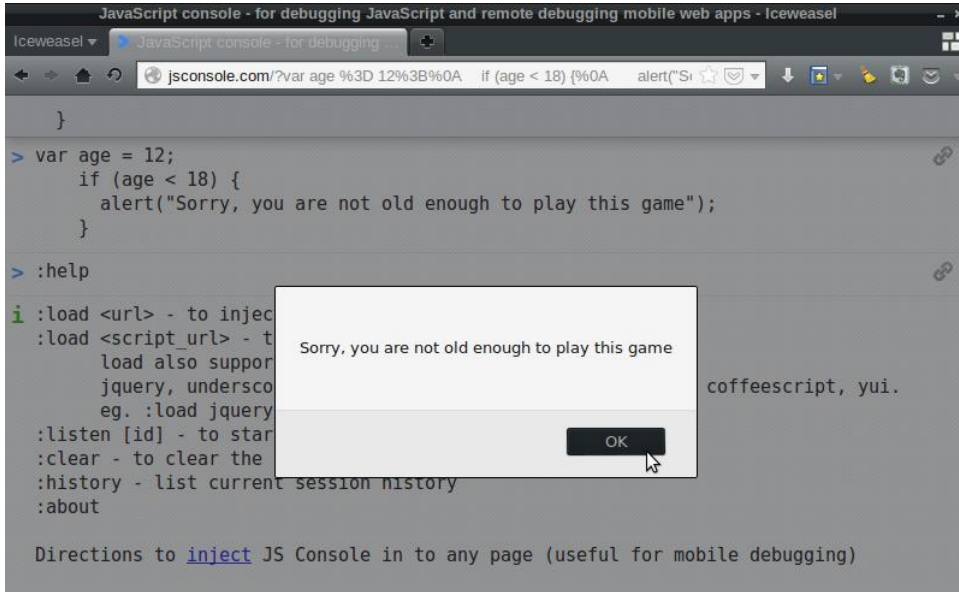 JavaScript console - for debugging JavaScript and remote debugging mobile web apps - Iceweasel
Iceweasel
JavaScript console - for debugging ...
jsconsole.com/?var age %3D 12%3B%0A if (age < 18) {%0A alert("S
}
> var age = 12;
if (age < 18) {
alert("Sorry, you are not old enough to play this game");
}
> :help
i :load <url> - to injec
:load <script_url> - t
load also suppor
jquery, undersco coffeescript, yui.
eg. :load jquery
:listen [id] - to star
:clear - to clear the
:history - list current session history
:about
Directions to inject JS Console in to any page (useful for mobile debugging)
Sorry, you are not old enough to play this game
OK